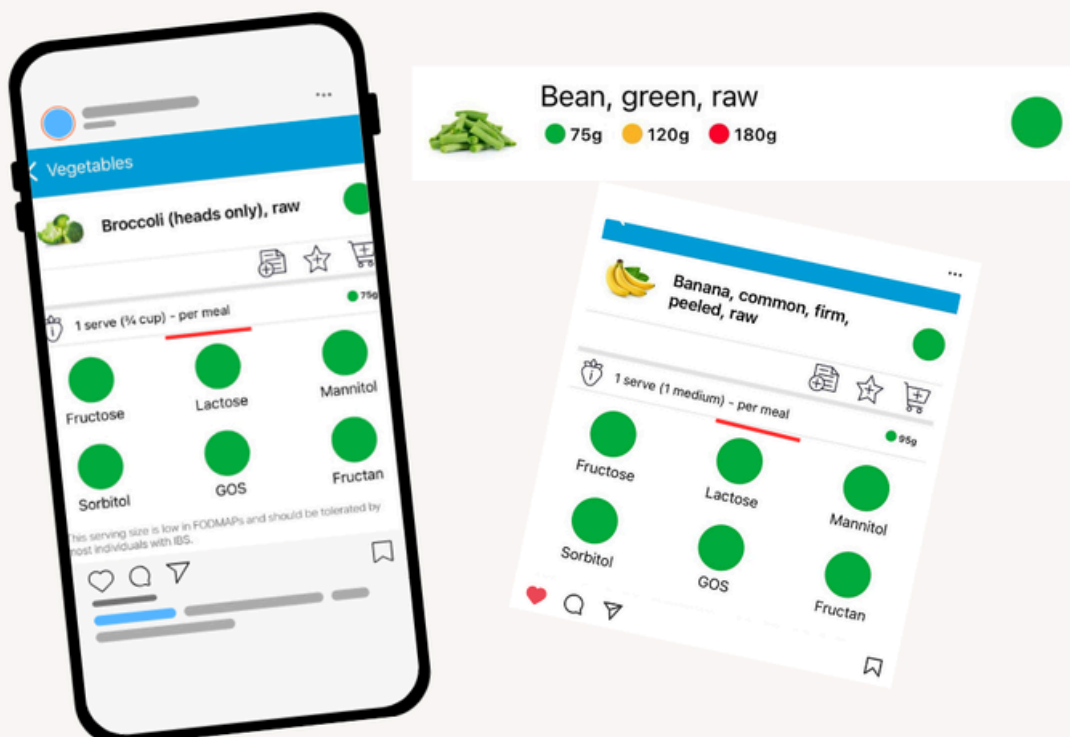 Vegetables
Broccoli (heads only), raw
75g
1 serve (¾ cup) - per meal
Fructose
Lactose
Mannitol
Sorbitol
GOS
Fructan
This serving size is low in FODMAPs and should be tolerated by
most individuals with IBS.
Bean, green, raw
75g 120g 180g
Banana, common, firm,
peeled, raw
1 serve (1 medium) - per meal
95g
Fructose
Lactose
Mannitol
Sorbitol
GOS
Fructan